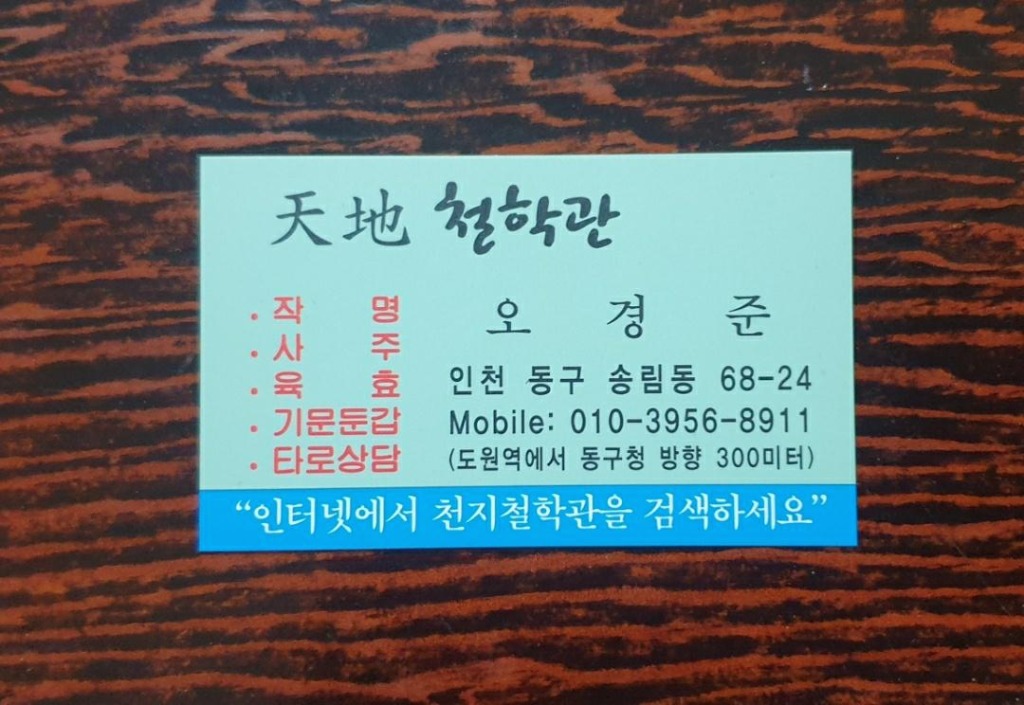 天地 철학관
· 작 명
· 사 주
· 육 효
· 기문둔갑
· 타로상담
오 경 준
인천 동구 송림동 68-24
Mobile: 010-3956-8911
(도원역에서 동구청 방향 300미터)
“인터넷에서 천지철학관을 검색하세요”